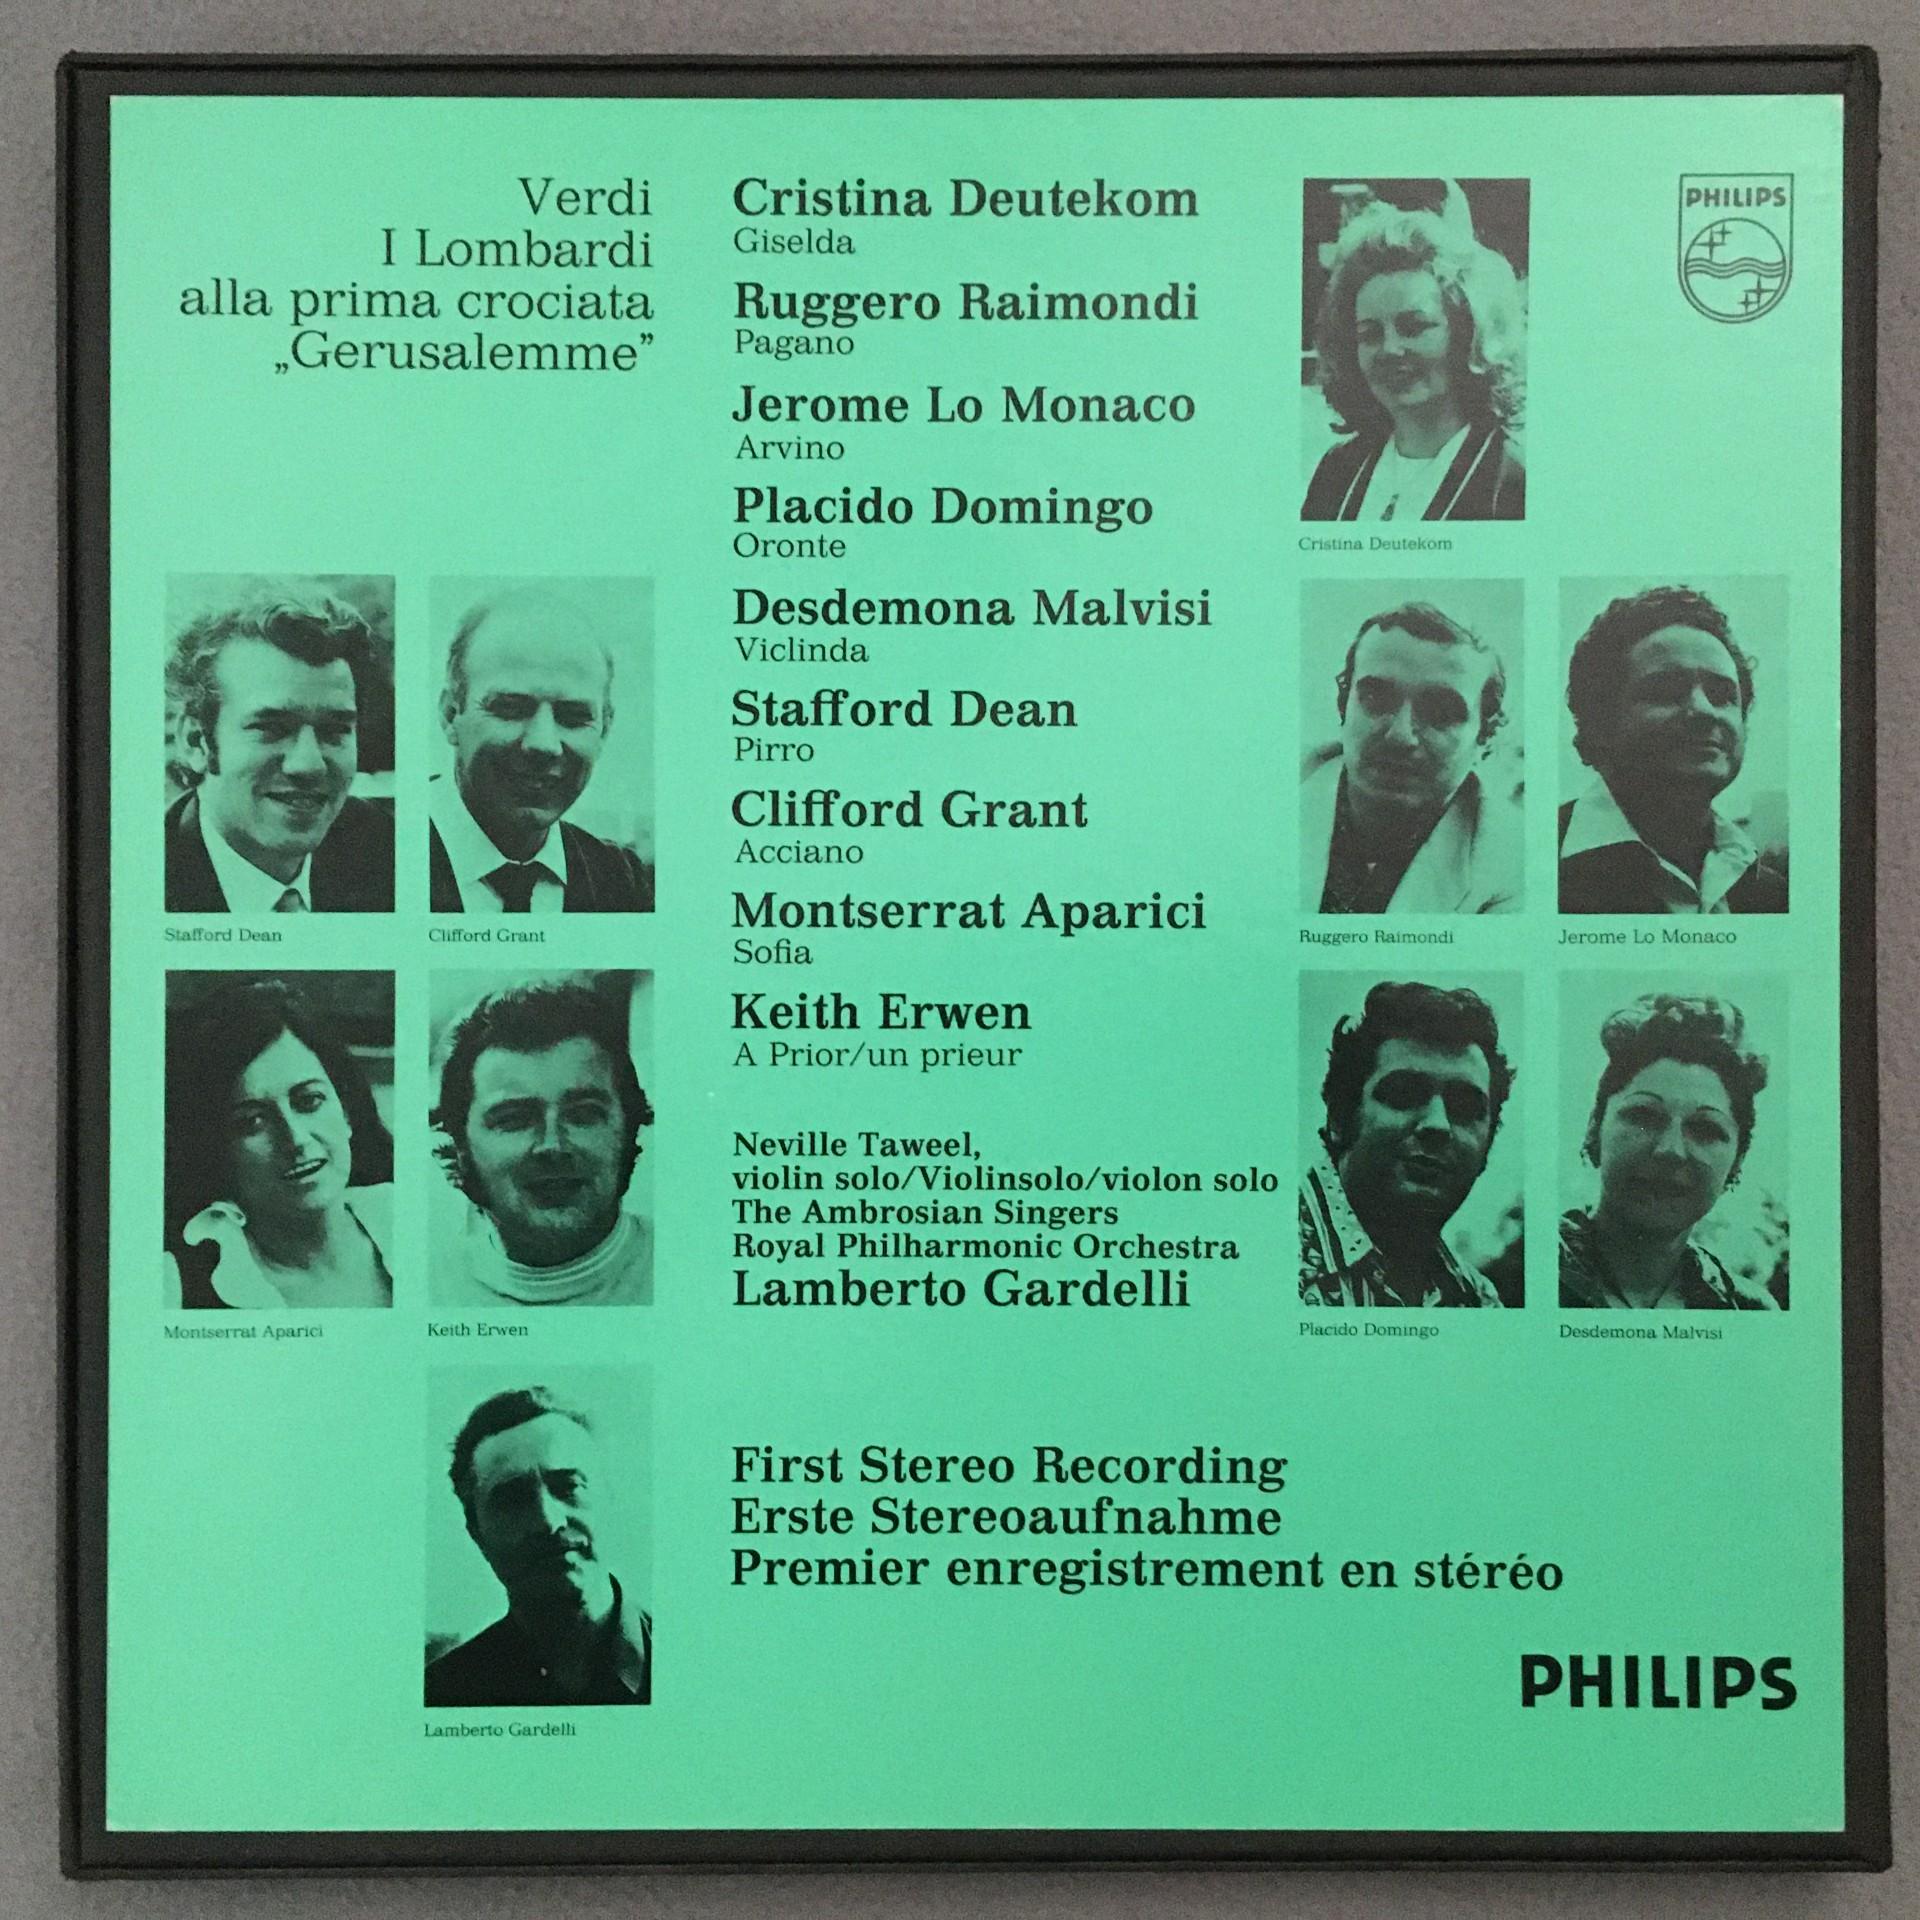 Verdi
I Lombardi
alla prima crociata
„Gerusalemme”
Cristina Deutekom
Giselda
Ruggero Raimondi
Pagano
Jerome Lo Monaco
Arvino
Placido Domingo
Oronte
Desdemona Malvisi
Viclinda
Stafford Dean
Pirro
Clifford Grant
Acciano
Montserrat Aparici
Sofia
Keith Erwen
A Prior/un prieur
Neville Taweel,
violin solo/Violinsolo/violon solo
The Ambrosian Singers
Royal Philharmonic Orchestra
Lamberto Gardelli
First Stereo Recording
Erste Stereoaufnahme
Premier enregistrement en stéréo
PHILIPS
Cristina Deutekom
Stafford Dean
Clifford Grant
Ruggero Raimondi
Jerome Lo Monaco
Montserrat Aparici
Keith Erwen
Placido Domingo
Desdemona Malvisi
Lamberto Gardelli
PHILIPS